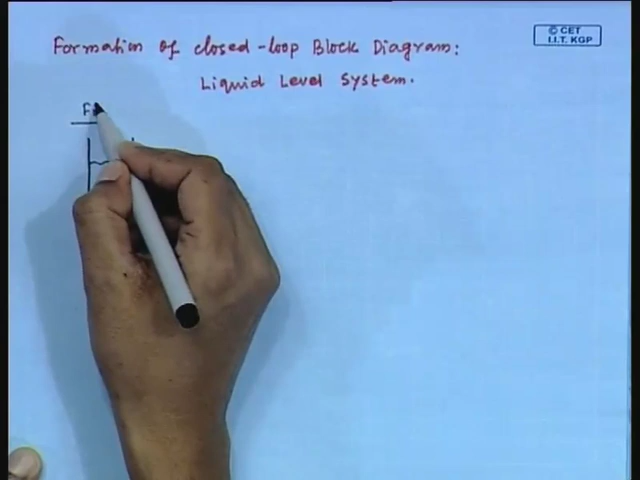 Formation of closed-loop Block Diagram:
Liquid Level System.
© CET
I.I.T. KGP